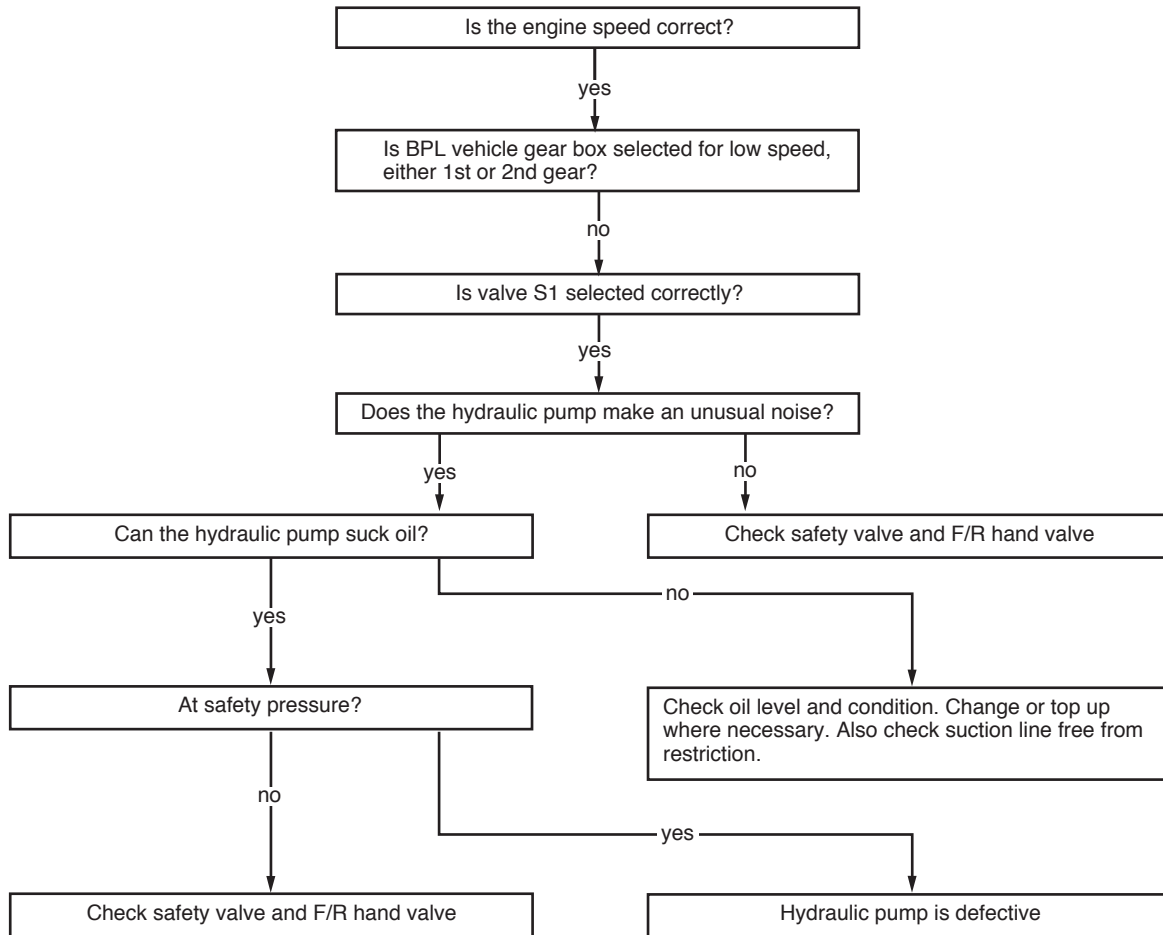 Is the engine speed correct?
yes
Is BPL vehicle gear box selected for low speed,
either 1st or 2nd gear?
no
Is valve S1 selected correctly?
yes
Does the hydraulic pump make an unusual noise?
yes
no
Can the hydraulic pump suck oil?
Check safety valve and F/R hand valve
yes
no
At safety pressure?
Check oil level and condition. Change or top up
where necessary. Also check suction line free from
restriction.
no
yes
Check safety valve and F/R hand valve
Hydraulic pump is defective